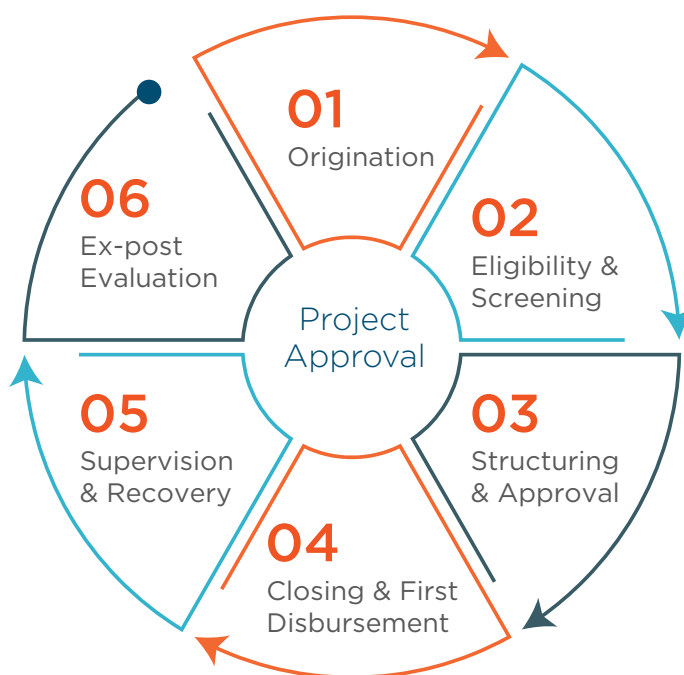 01
Origination
02
Eligibility &
Screening
03
Structuring
& Approval
04
Closing & First
Disbursement
05
Supervision
& Recovery
06
Ex-post
Evaluation
Project
Approval